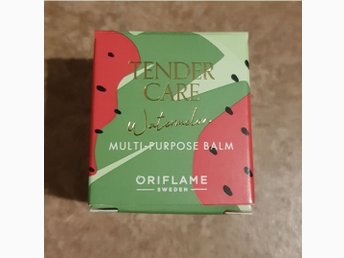 TENDER
CARE
Watermelon
MULTI-PURPOSE BALM
ORIFLAME
SWEDEN